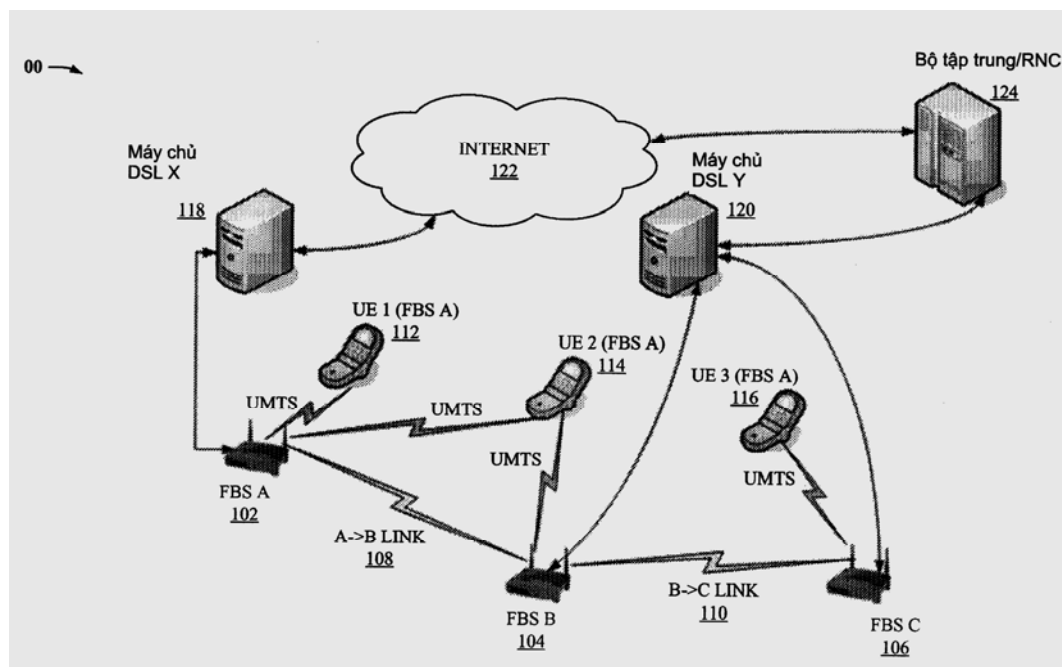 00
Bộ tập trung/RNC
124
INTERNET
122
Máy chủ
DSL X
118
Máy chủ
DSL Y
120
UE 1 (FBS A)
112
UE 2 (FBS A)
114
UE 3 (FBS A)
116
UMTS
UMTS
UMTS
UMTS
FBS A
102
A->B LINK
108
B->C LINK
110
FBS B
104
FBS C
106